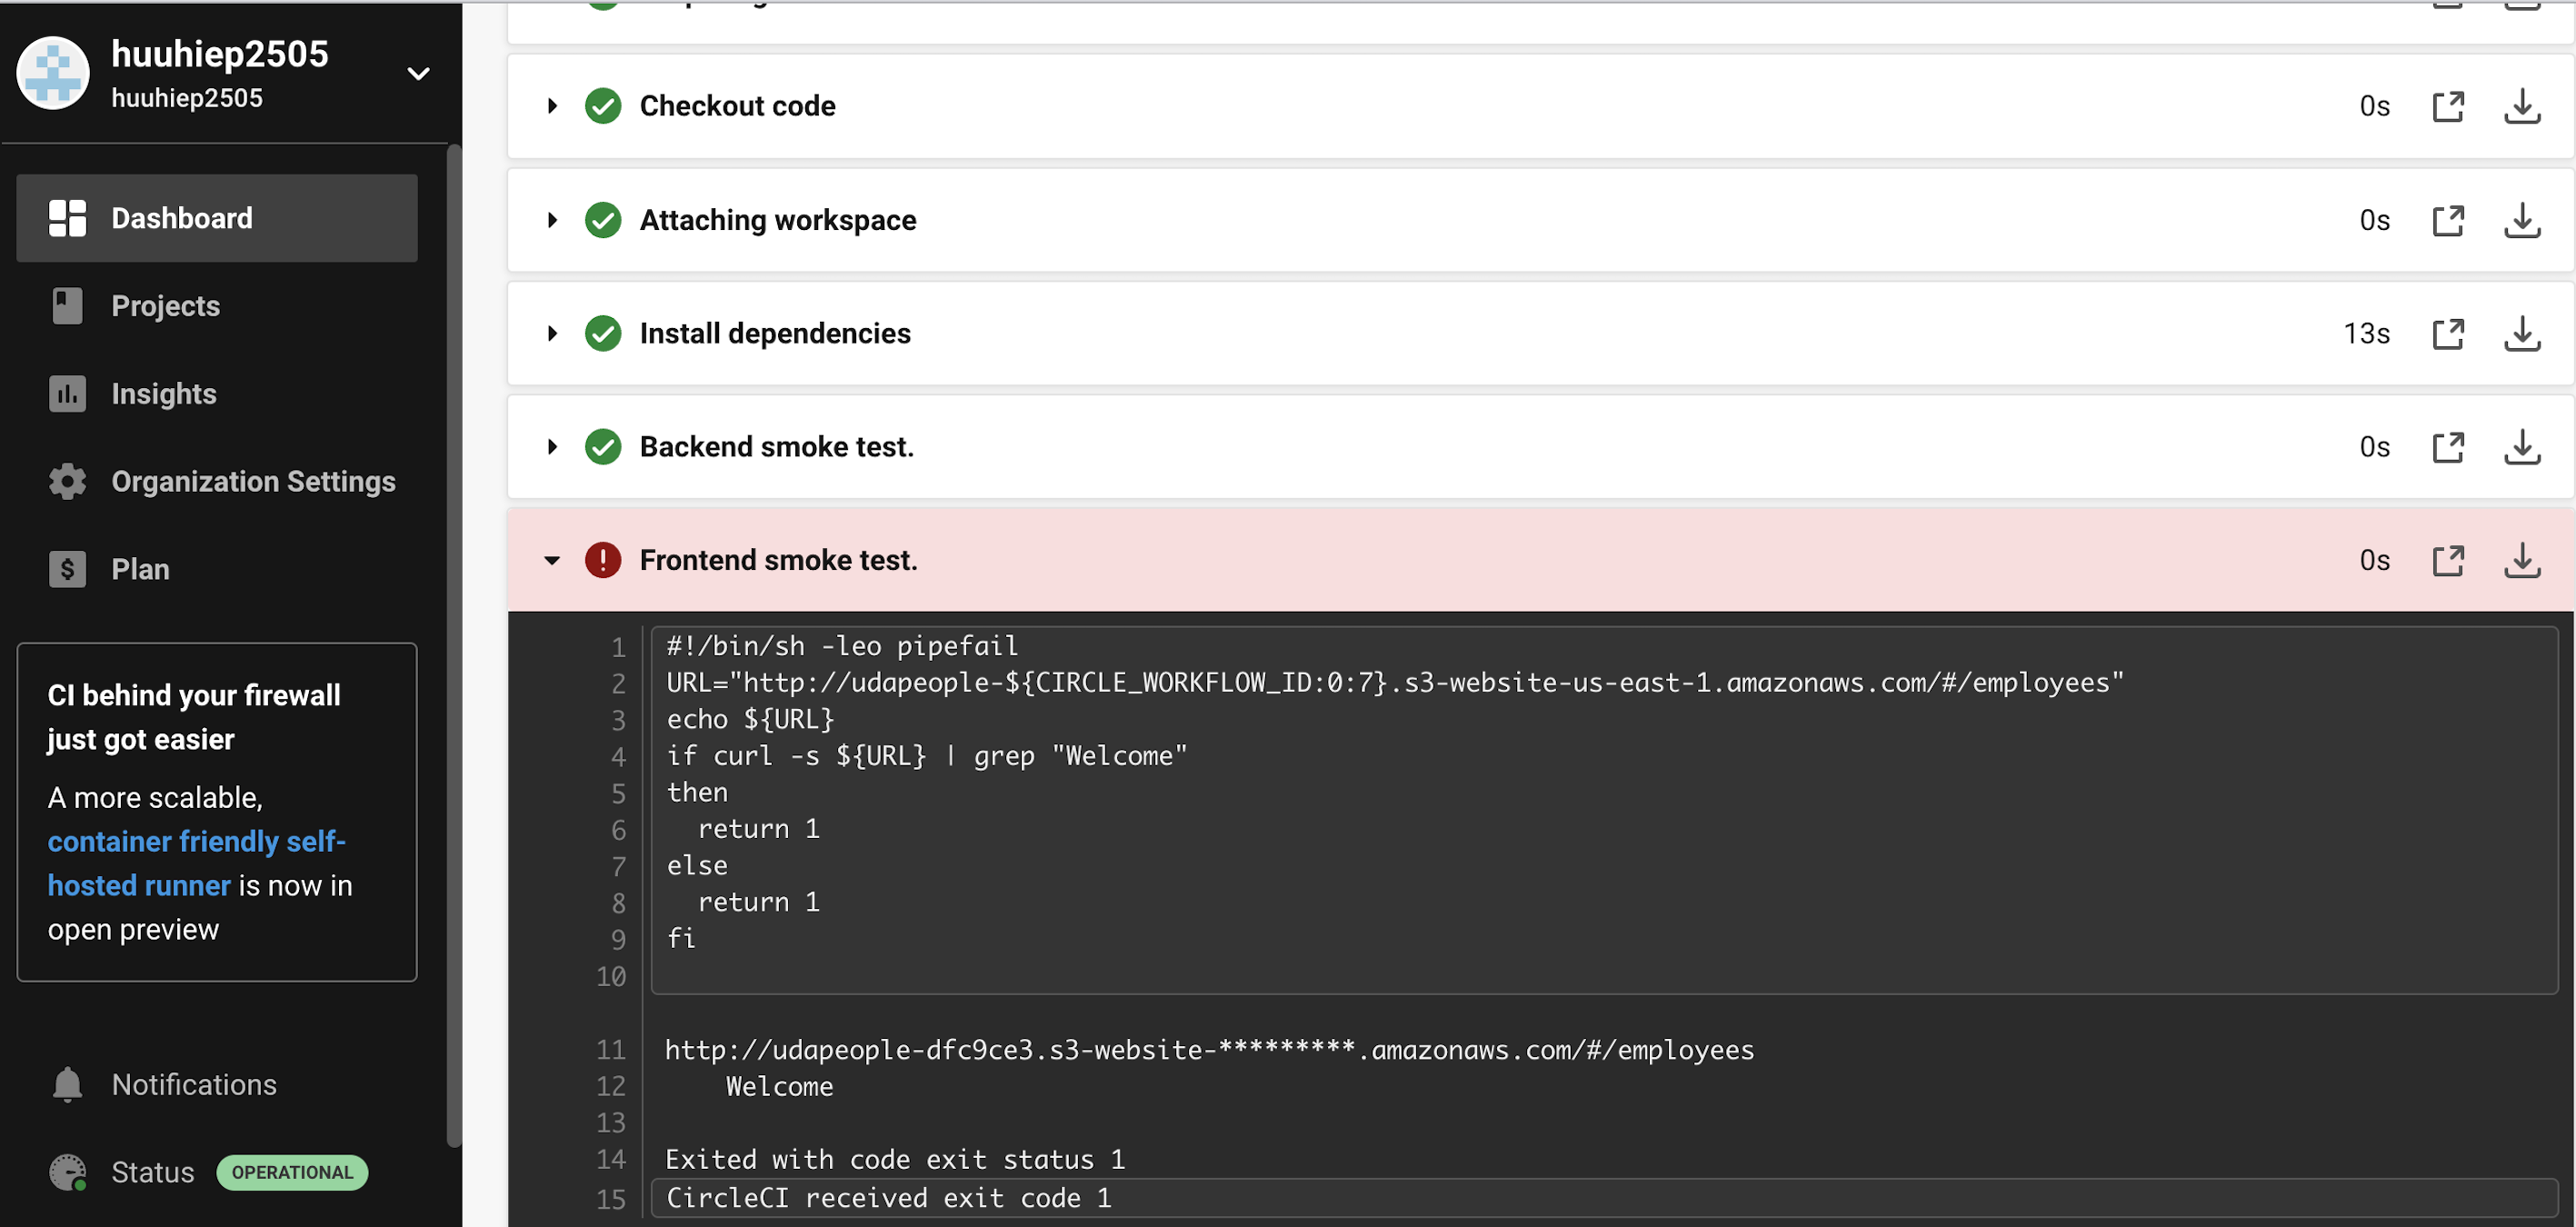 huuhiep2505
huuhiep2505
Dashboard
Projects
Insights
Organization Settings
Plan
CI behind your firewall
just got easier
A more scalable,
container friendly self-
hosted runner is now in
open preview
Notifications
Status OPERATIONAL
Checkout code 0s
Attaching workspace 0s
Install dependencies 13s
Backend smoke test. 0s
Frontend smoke test. 0s
1 #!/bin/sh -leo pipefail
2 URL="http://udapeople-${CIRCLE_WORKFLOW_ID:0:7}.s3-website-us-east-1.amazonaws.com/#/employees"
3 echo ${URL}
4 if curl -s ${URL} | grep "Welcome"
5 then
6   return 1
7 else
8   return 1
9 fi
10
11 http://udapeople-dfc9ce3.s3-website-*********.amazonaws.com/#/employees
12     Welcome
13
14 Exited with code exit status 1
15 CircleCI received exit code 1